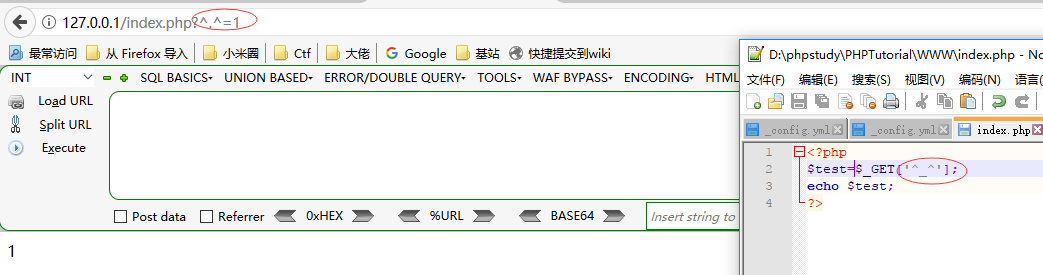 127.0.0.1/index.php?^.^=1
最常访问 从 Firefox 导入 小米圈 Ctf 大佬 Google 基站 快捷提交到wiki
INT SQL BASICS UNION BASED ERROR/DOUBLE QUERY TOOLS WAF BYPASS ENCODING HTML
Load URL
Split URL
Execute
Post data Referrer 0xHEX %URL BASE64 Insert string to
1
D:\phpstudy\PHPTutorial\WWW\index.php - No
文件(F) 编辑(E) 搜索(S) 视图(V) 编码(N) 语言(
_config.yml _config.yml index.php
1 <?php
2 $test=$_GET['^_^'];
3 echo $test;
4 ?>